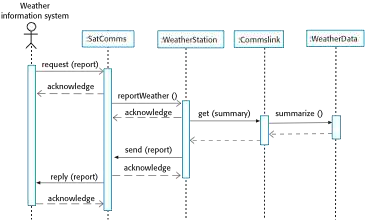 Weather
information system
:SatComms
:WeatherStation
:Commslink
:WeatherData
request (report)
acknowledge
reportWeather ()
acknowledge
get (summary)
summarize ()
send (report)
reply (report)
acknowledge
acknowledge